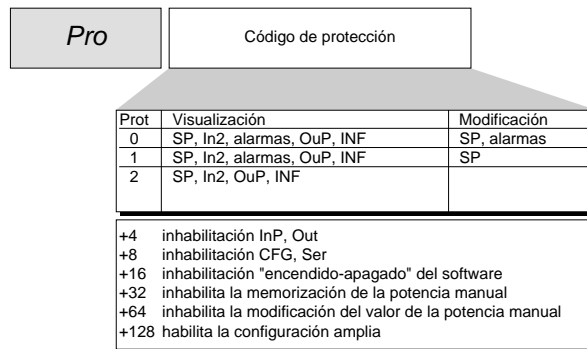 Pro
Código de protección
Prot Visualización Modificación
0 SP, In2, alarmas, OuP, INF SP, alarmas
1 SP, In2, alarmas, OuP, INF SP
2 SP, In2, OuP, INF
+4 inhabilitación InP, Out
+8 inhabilitación CFG, Ser
+16 inhabilitación "encendido-apagado" del software
+32 inhabilita la memorización de la potencia manual
+64 inhabilita la modificación del valor de la potencia manual
+128 habilita la configuración amplia